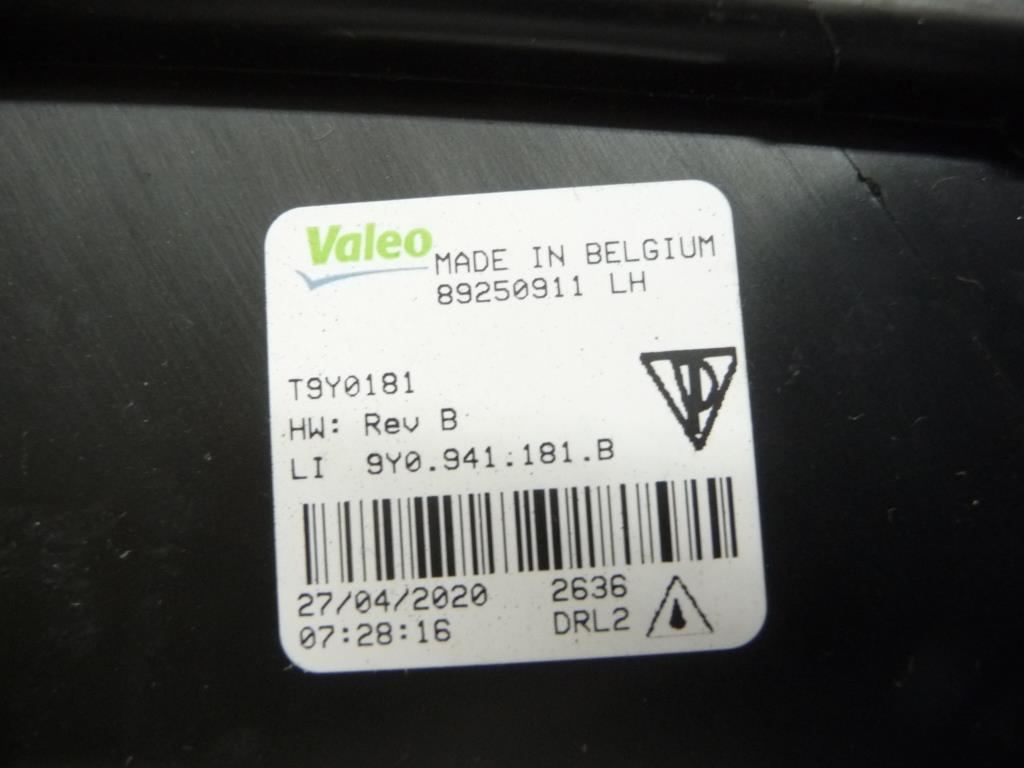 Valeo
MADE IN BELGIUM
89250911 LH
T9Y0181
HW: Rev B
LI 9Y0.941.181.B
27/04/2020 2636
07:28:16 DRL2